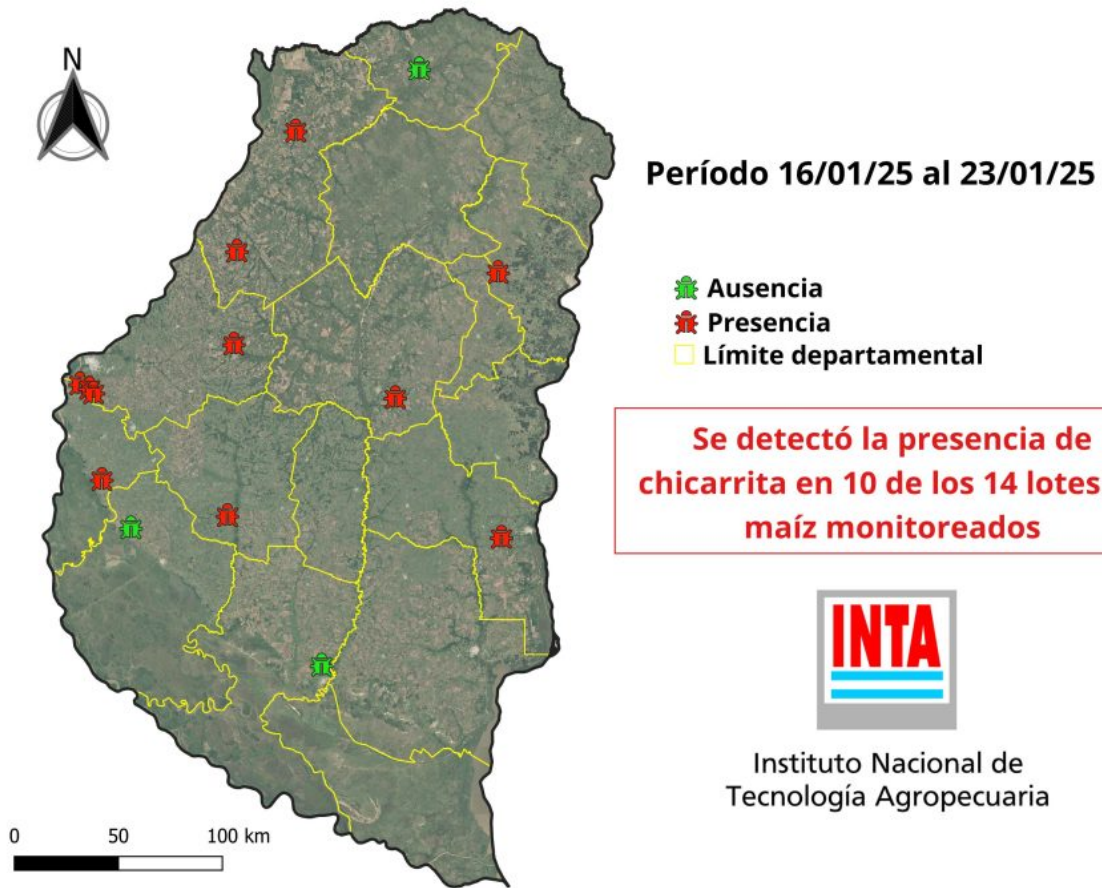 N
Período 16/01/25 al 23/01/25
Ausencia
Presencia
Límite departamental
Se detectó la presencia de
chicarrita en 10 de los 14 lotes
maíz monitoreados
INTA
Instituto Nacional de
Tecnología Agropecuaria
0 50 100 km